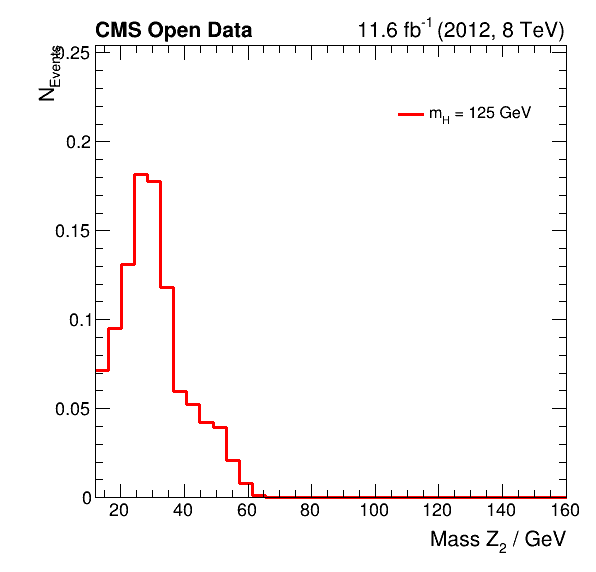 CMS Open Data
11.6 fb⁻¹ (2012, 8 TeV)
N_Events
0.25
0.2
0.15
0.1
0.05
0
m_H = 125 GeV
20 40 60 80 100 120 140 160
Mass Z₂ / GeV